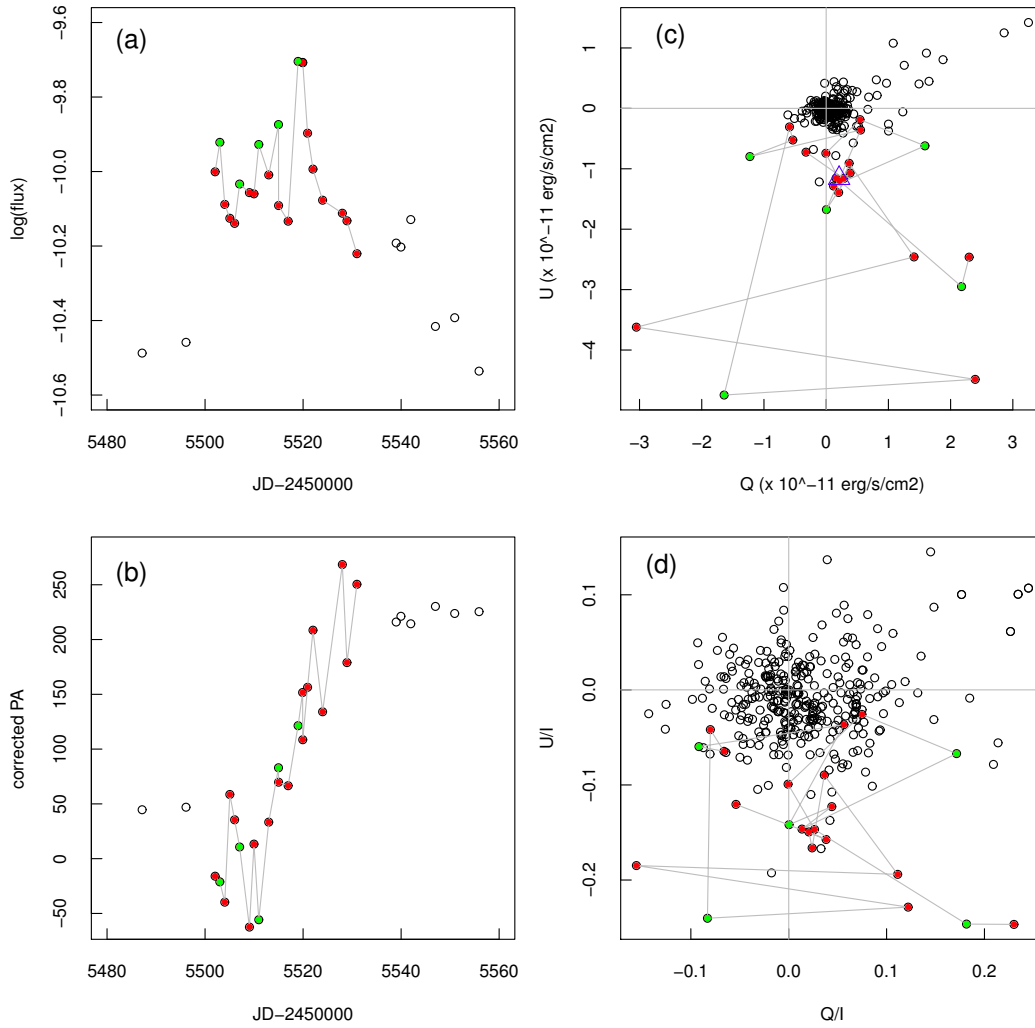 (a)
log(flux)
−9.6
−9.8
−10.0
−10.2
−10.4
−10.6
5480 5500 5520 5540 5560
JD−2450000
(c)
U (x 10^−11 erg/s/cm2)
1
0
−1
−2
−3
−4
−3 −2 −1 0 1 2 3
Q (x 10^−11 erg/s/cm2)
(b)
corrected PA
250
200
150
100
50
0
−50
5480 5500 5520 5540 5560
JD−2450000
(d)
U/I
0.1
0.0
−0.1
−0.2
−0.1 0.0 0.1 0.2
Q/I